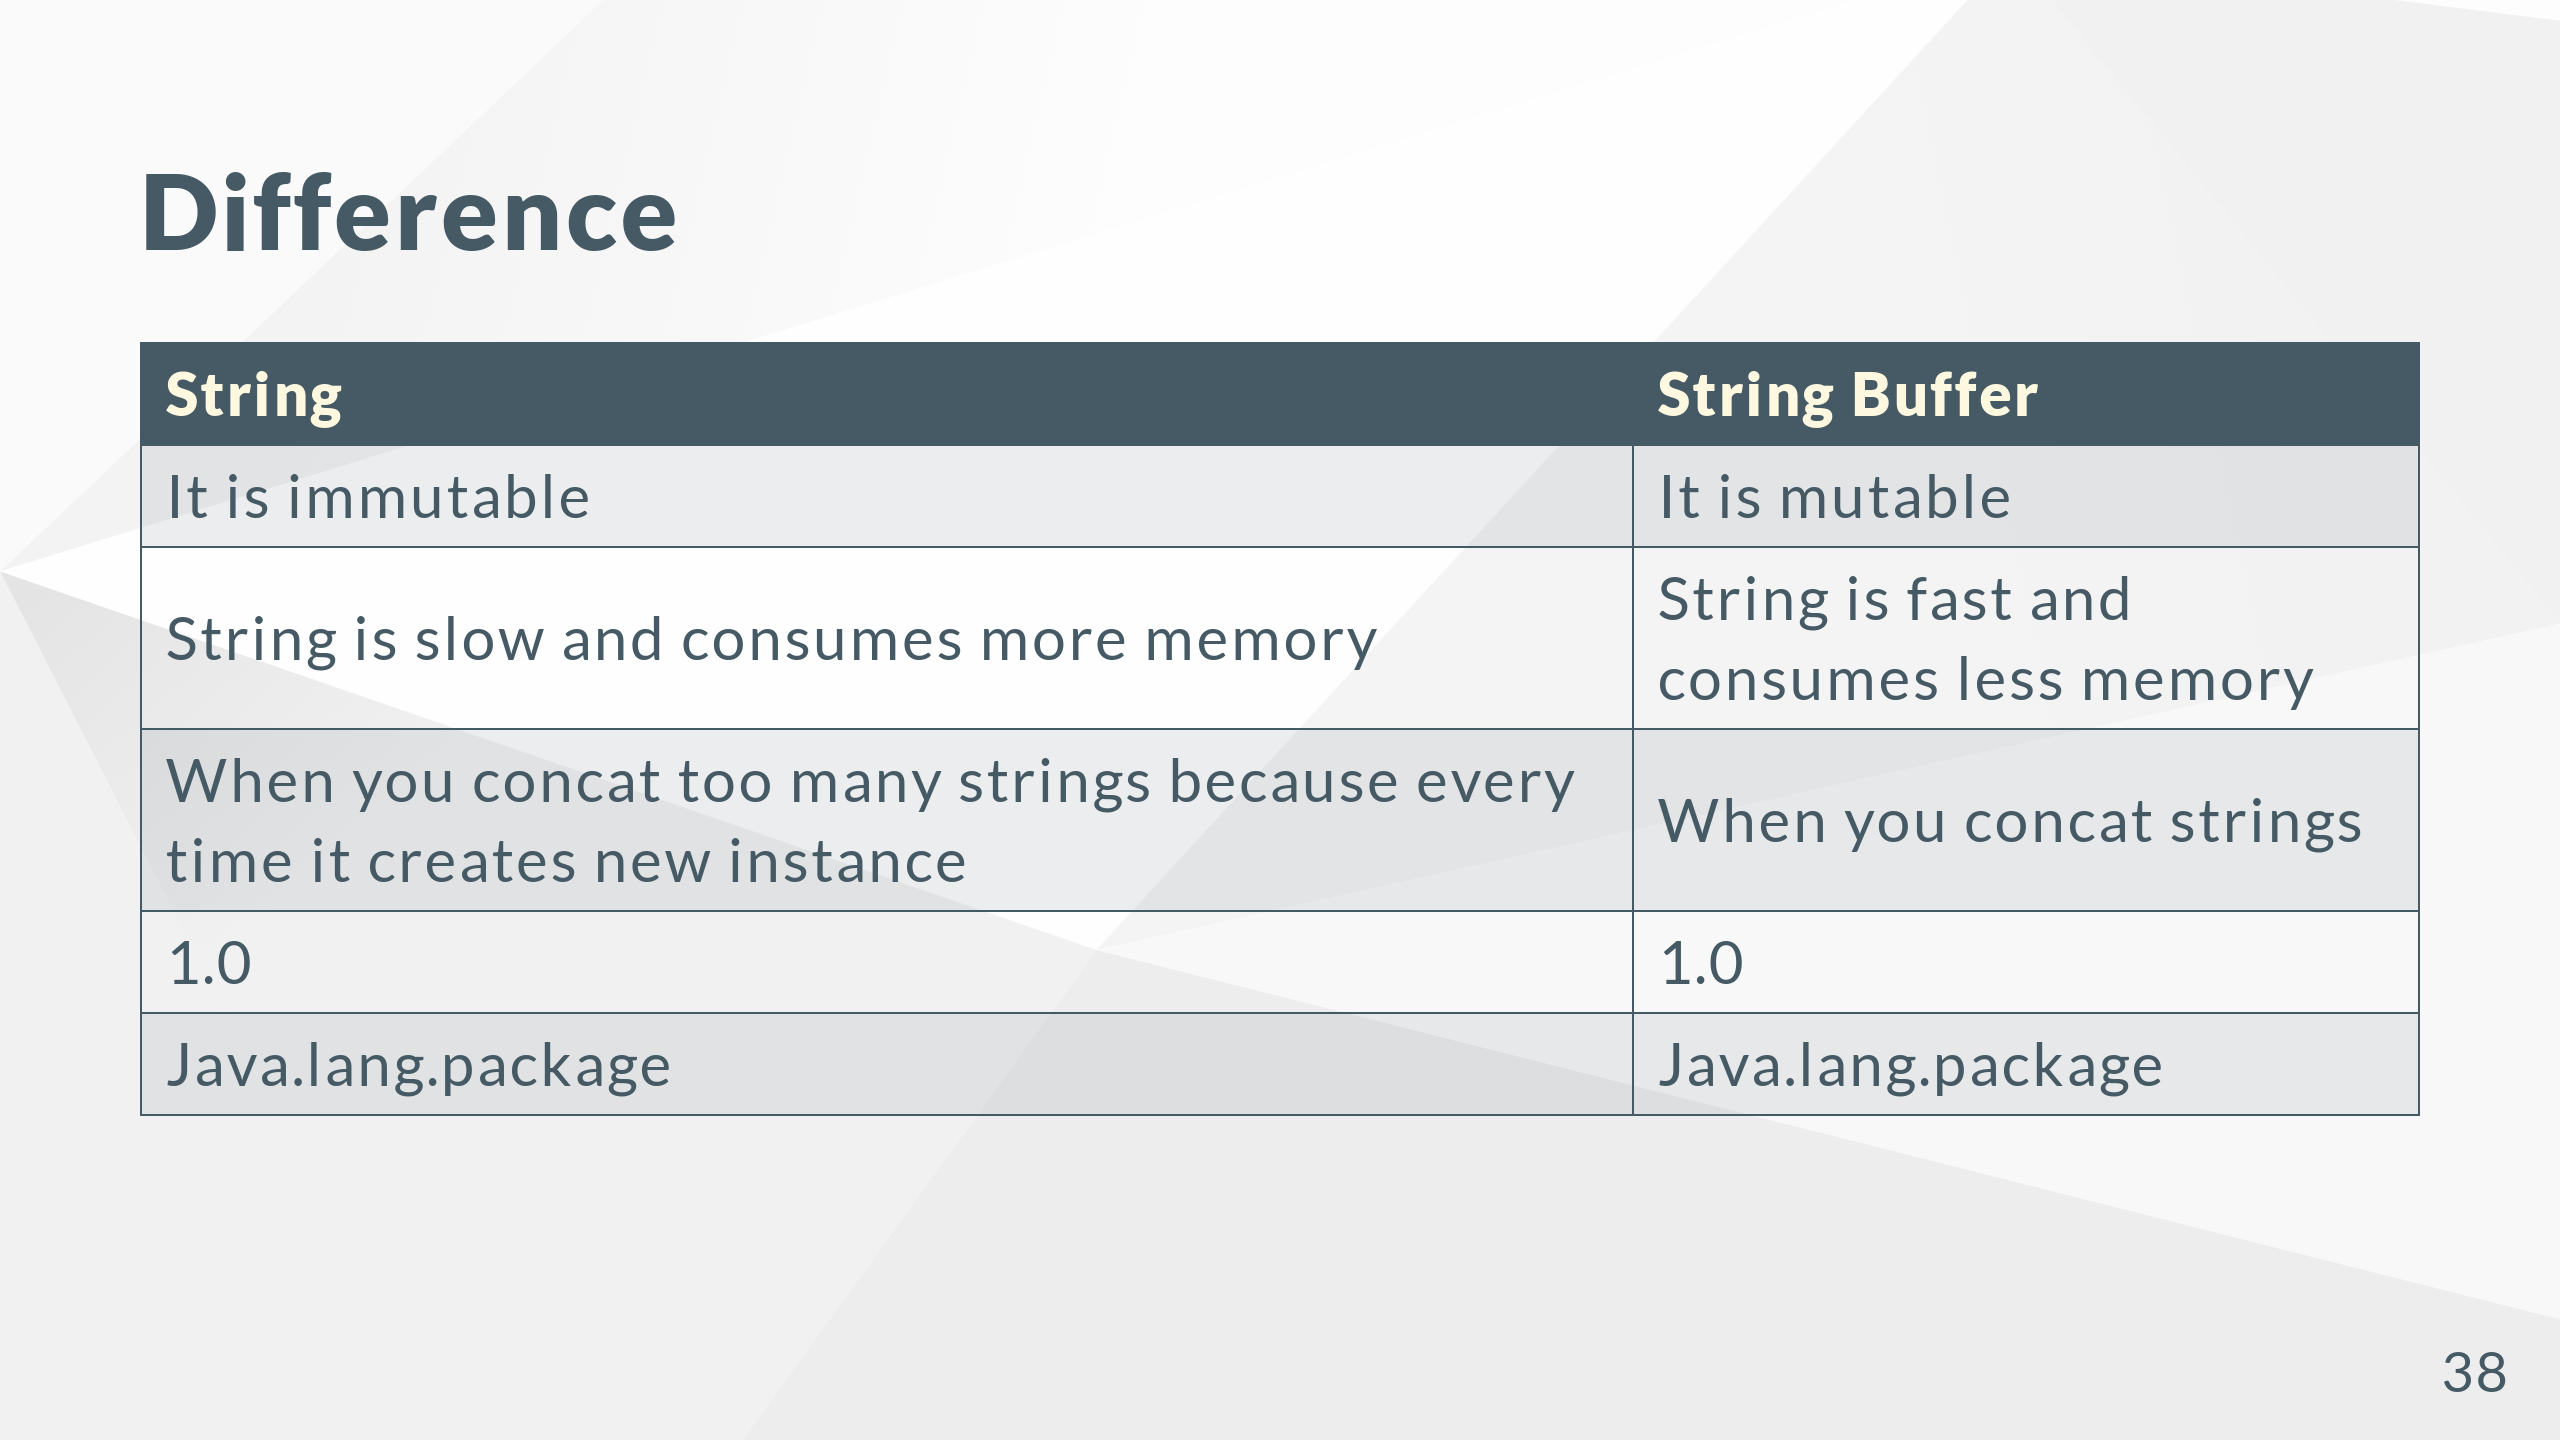 Difference
String
String Buffer
It is immutable
It is mutable
String is slow and consumes more memory
String is fast and
consumes less memory
When you concat too many strings because every
time it creates new instance
When you concat strings
1.0
1.0
Java.lang.package
Java.lang.package
38